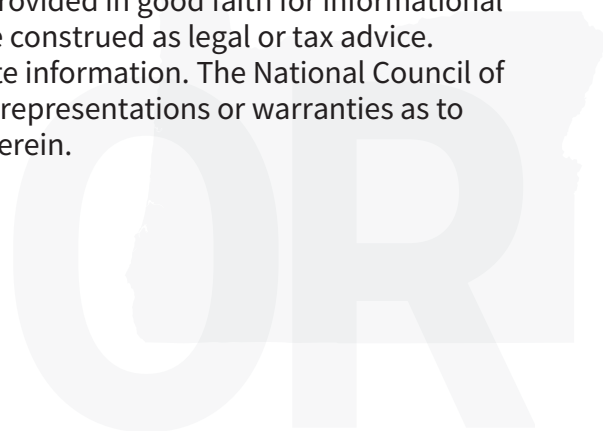 rovided in good faith for informational
e construed as legal or tax advice.
te information. The National Council of
representations or warranties as to
erein.
OR